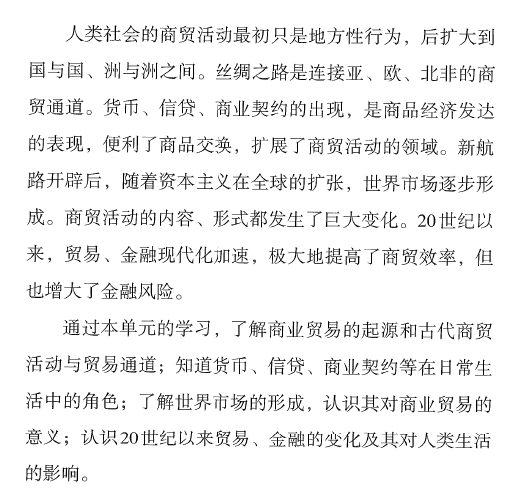 人类社会的商贸活动最初只是地方性行为，后扩大到
国与国、洲与洲之间。丝绸之路是连接亚、欧、北非的商
贸通道。货币、信贷、商业契约的出现，是商品经济发达
的表现，便利了商品交换，扩展了商贸活动的领域。新航
路开辟后，随着资本主义在全球的扩张，世界市场逐步形
成。商贸活动的内容、形式都发生了巨大变化。20世纪以
来，贸易、金融现代化加速，极大地提高了商贸效率，但
也增大了金融风险。
通过本单元的学习，了解商业贸易的起源和古代商贸
活动与贸易通道；知道货币、信贷、商业契约等在日常生
活中的角色；了解世界市场的形成，认识其对商业贸易的
意义；认识20世纪以来贸易、金融的变化及其对人类生活
的影响。